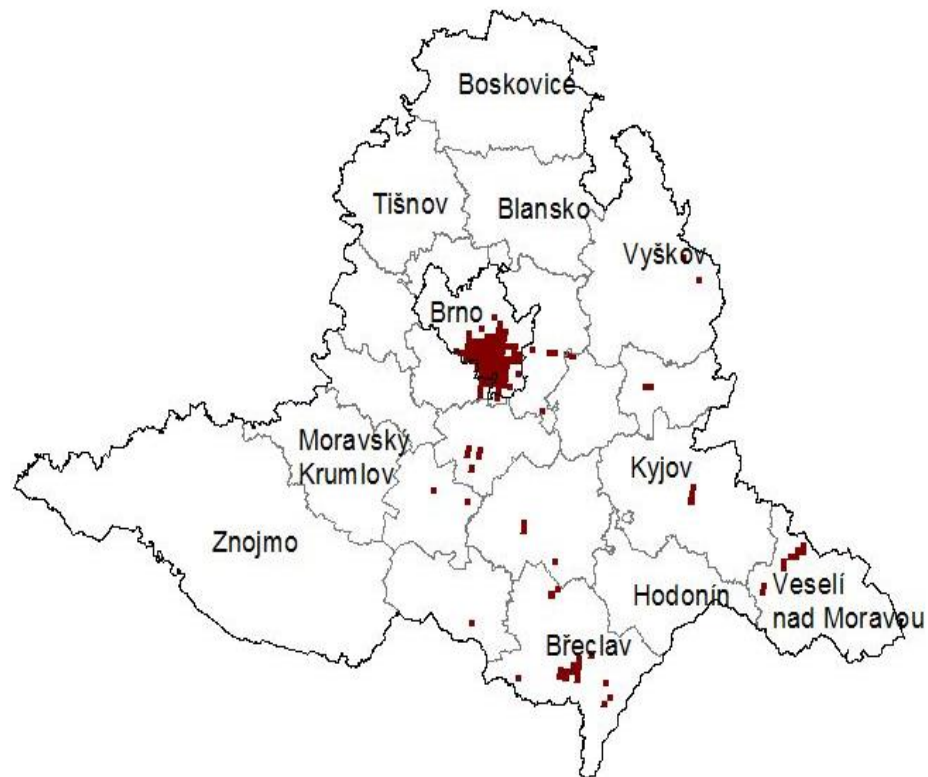 Boskovice
Tišnov
Blansko
Vyškov
Brno
Moravský
Krumlov
Kyjov
Znojmo
Hodonín
Veselí
nad Moravou
Břeclav